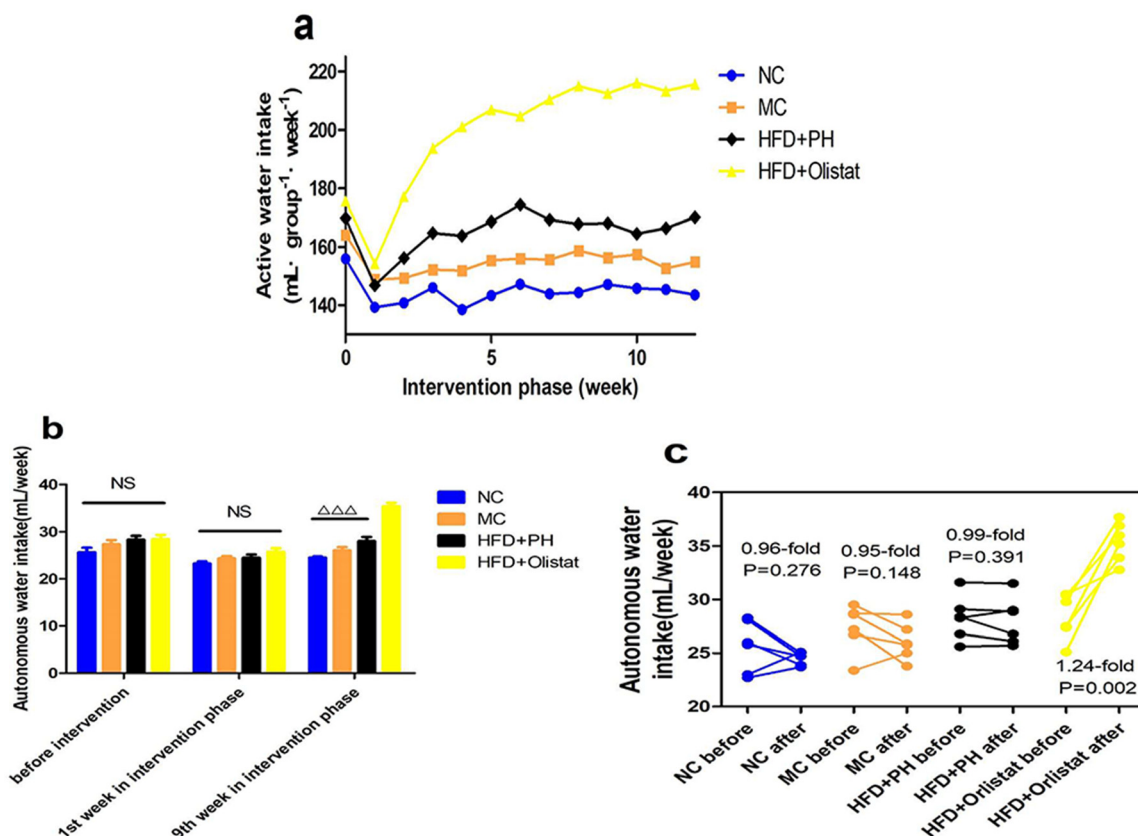 a
Active water intake
(mL· group⁻¹· week⁻¹)
220
200
180
160
140
0
5
10
Intervention phase (week)
NC
MC
HFD+PH
HFD+Olistat
b
Autonomous water intake(mL/week)
40
30
20
10
0
NS
NS
△△△
before intervention
1st week in intervention phase
9th week in intervention phase
NC
MC
HFD+PH
HFD+Olistat
c
Autonomous water
intake(mL/week)
40
35
30
25
20
0.96-fold
P=0.276
0.95-fold
P=0.148
0.99-fold
P=0.391
1.24-fold
P=0.002
NC before
NC after
MC before
MC after
HFD+PH before
HFD+PH after
HFD+Orlistat before
HFD+Orlistat after